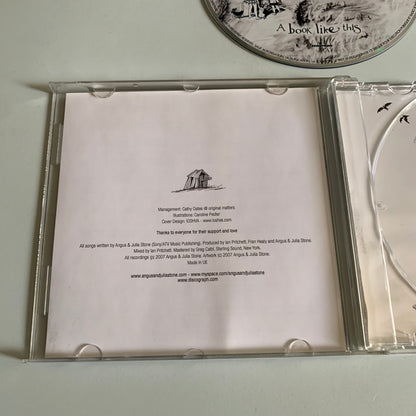 A book like this
Management: Cathy Oates @ original matters
Illustrations: Caroline Pedler
Cover Design: KISHKA - www.kishka.com
Thanks to everyone for their support and love
All songs written by Angus & Julia Stone (Sony/ATV Music Publishing). Produced by Ian Pritchett, Fran Healy and Angus & Julia Stone.
Mixed by Ian Pritchett. Mastered by Greg Calbi, Sterling Sound, New York.
All recordings ℗ 2007 Angus & Julia Stone. Artwork © 2007 Angus & Julia Stone.
Made in UE
www.angusandjuliastone - www.myspace.com/angusandjuliastone
www.discograph.com